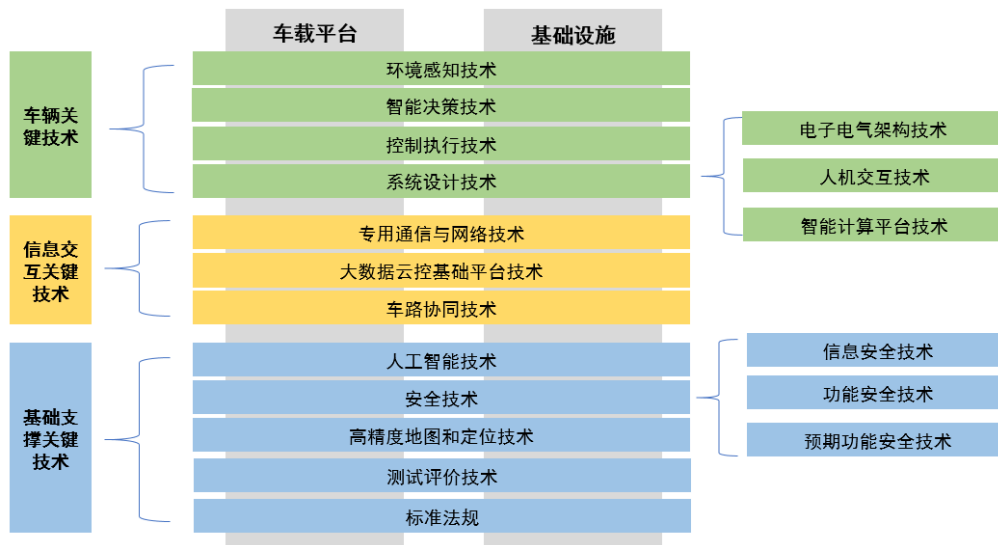 车载平台
基础设施
车辆关
键技术
环境感知技术
智能决策技术
控制执行技术
系统设计技术
电子电气架构技术
人机交互技术
智能计算平台技术
信息交
互关键
技术
专用通信与网络技术
大数据云控基础平台技术
车路协同技术
基础支
撑关键
技术
人工智能技术
安全技术
高精度地图和定位技术
测试评价技术
标准法规
信息安全技术
功能安全技术
预期功能安全技术